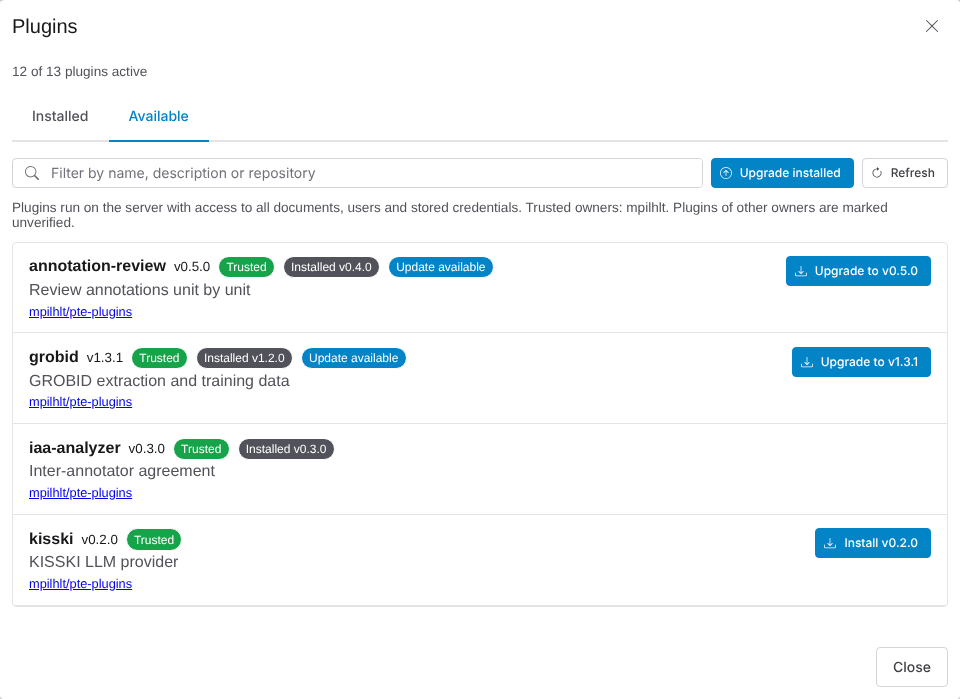 Plugins
12 of 13 plugins active
Installed Available
Filter by name, description or repository Upgrade installed Refresh
Plugins run on the server with access to all documents, users and stored credentials. Trusted owners: mpilhlt. Plugins of other owners are marked
unverified.
annotation-review v0.5.0 Trusted Installed v0.4.0 Update available Upgrade to v0.5.0
Review annotations unit by unit
mpilhlt/pte-plugins
grobid v1.3.1 Trusted Installed v1.2.0 Update available Upgrade to v1.3.1
GROBID extraction and training data
mpilhlt/pte-plugins
iaa-analyzer v0.3.0 Trusted Installed v0.3.0
Inter-annotator agreement
mpilhlt/pte-plugins
kisski v0.2.0 Trusted Install v0.2.0
KISSKI LLM provider
mpilhlt/pte-plugins
Close